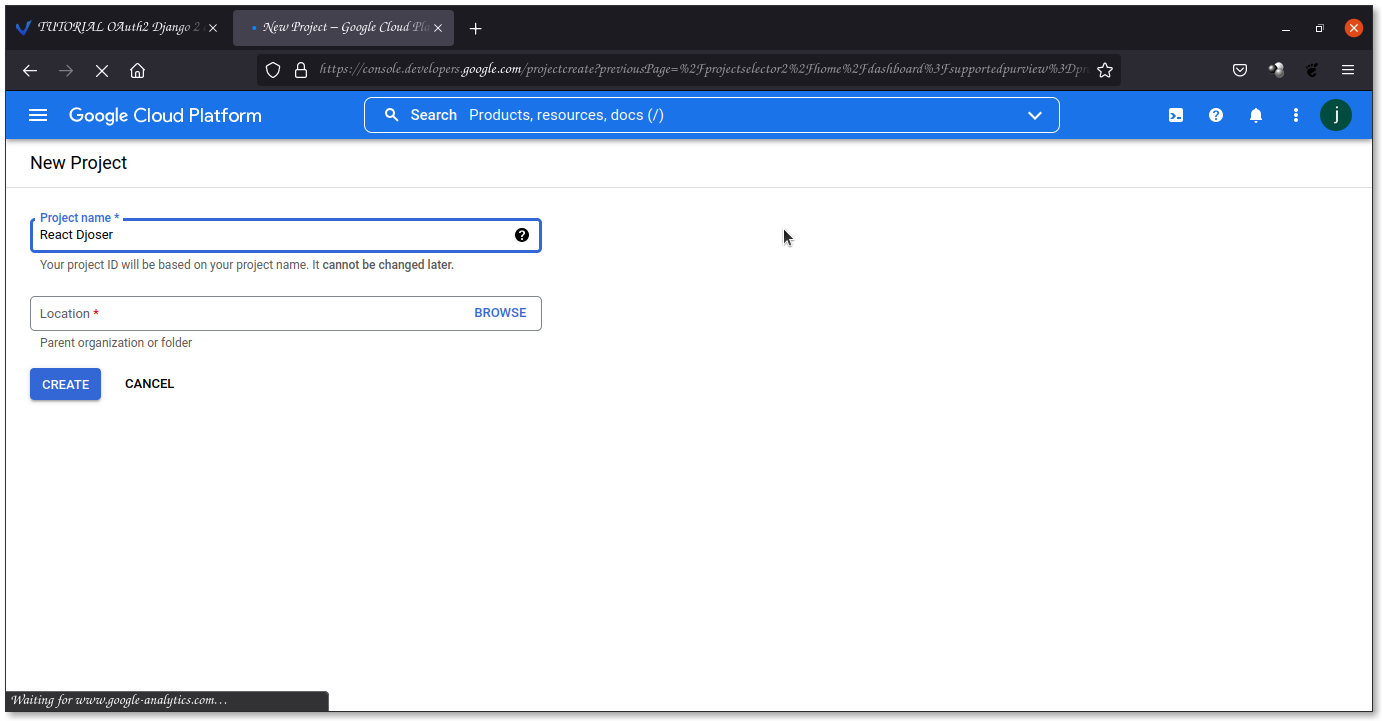 TUTORIAL OAuth2 Django 2
New Project – Google Cloud Pla
https://console.developers.google.com/projectcreate?previousPage=%2Fprojectselector2%2Fhome%2Fdashboard%3Fsupportedpurview%3Dpr
Google Cloud Platform
Search Products, resources, docs (/)
j
New Project
Project name *
React Djoser
Your project ID will be based on your project name. It cannot be changed later.
Location *
BROWSE
Parent organization or folder
CREATE
CANCEL
Waiting for www.google-analytics.com…